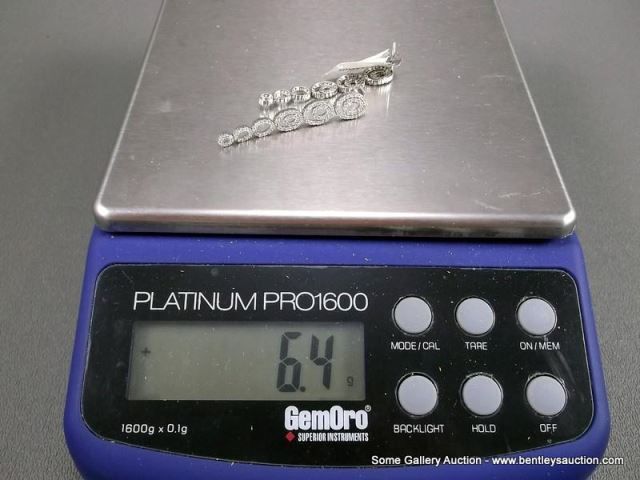 PLATINUM PRO1600
6.4 g
1600g x 0.1g
GemOro®
SUPERIOR INSTRUMENTS
MODE / CAL TARE ON / MEM
BACKLIGHT HOLD OFF
Some Gallery Auction - www.bentleysauction.com